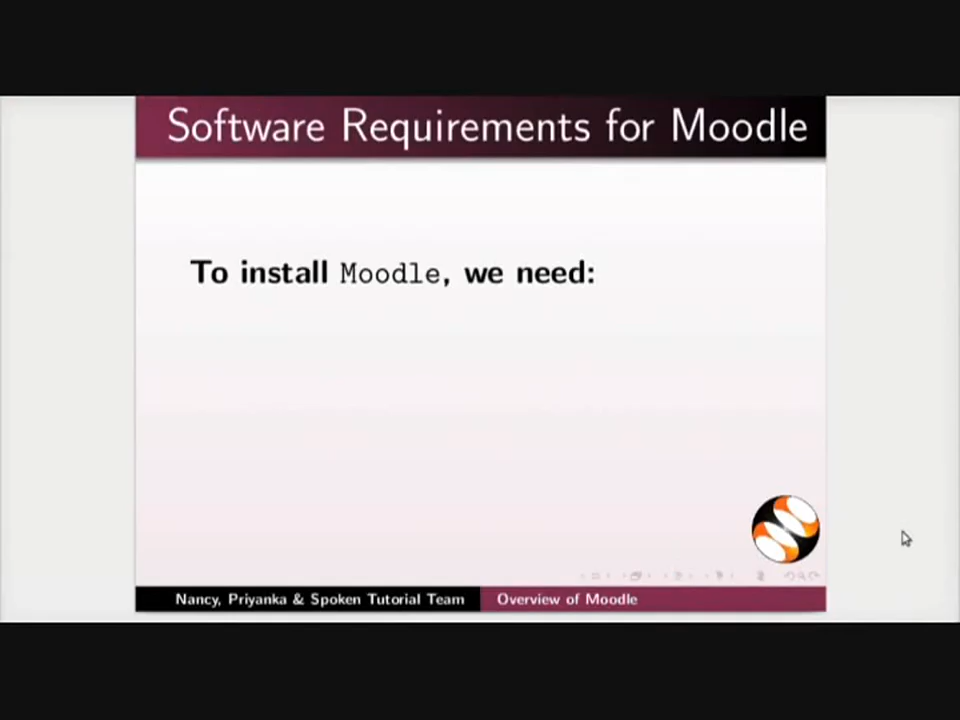 Software Requirements for Moodle
To install Moodle, we need:
Nancy, Priyanka & Spoken Tutorial Team
Overview of Moodle